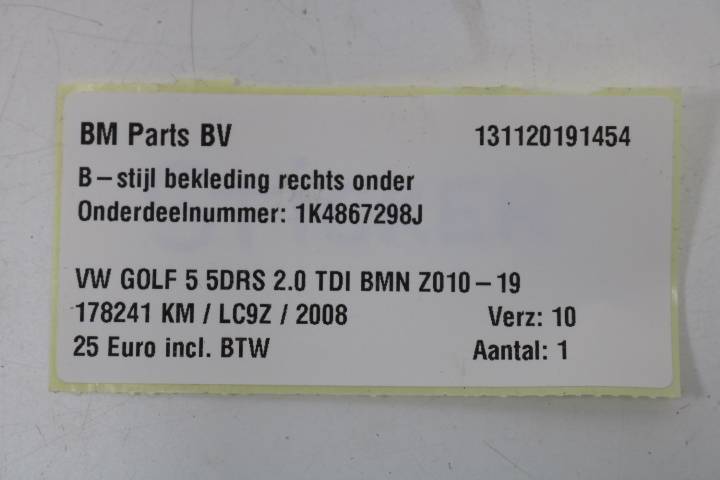 BM Parts BV 131120191454
B-stijl bekleding rechts onder
Onderdeelnummer: 1K4867298J
VW GOLF 5 5DRS 2.0 TDI BMN Z010-19
178241 KM / LC9Z / 2008 Verz: 10
25 Euro incl. BTW Aantal: 1